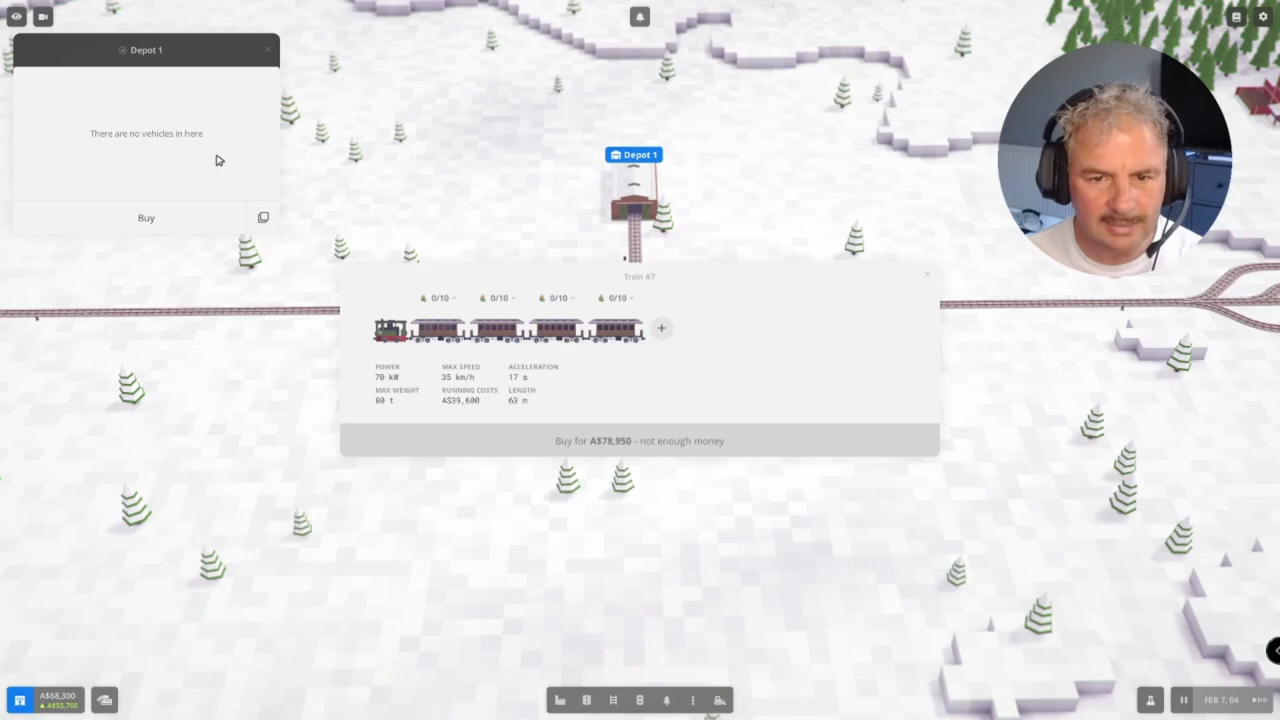 Depot 1
There are no vehicles in here
Buy
Depot 1
Train #7
0/10 0/10 0/10 0/10
POWER MAX SPEED ACCELERATION
70 kW 35 km/h 17 s
MAX WEIGHT RUNNING COSTS LENGTH
80 t A$39,600 63 m
Buy for A$78,950 - not enough money
A$68,300
A$55,700
FEB 7, 04